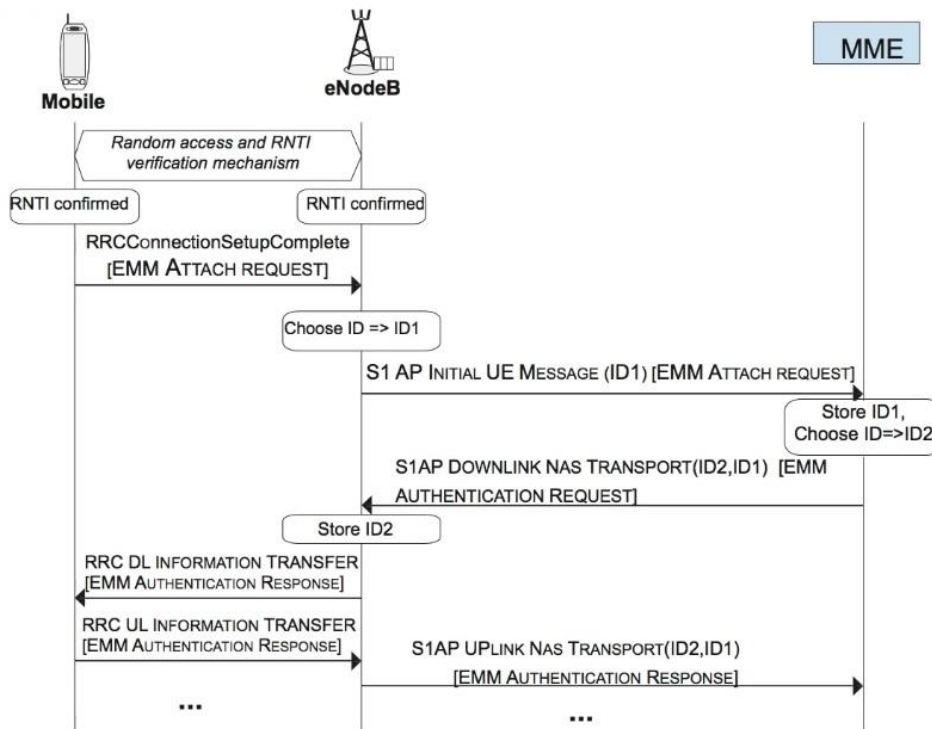 Mobile
eNodeB
MME
Random access and RNTI
verification mechanism
RNTI confirmed
RNTI confirmed
RRCConnectionSetupComplete
[EMM ATTACH REQUEST]
Choose ID => ID1
S1 AP INITIAL UE MESSAGE (ID1) [EMM ATTACH REQUEST]
Store ID1,
Choose ID=>ID2
S1AP DOWNLINK NAS TRANSPORT(ID2,ID1) [EMM
AUTHENTICATION REQUEST]
Store ID2
RRC DL INFORMATION TRANSFER
[EMM AUTHENTICATION RESPONSE]
RRC UL INFORMATION TRANSFER
[EMM AUTHENTICATION RESPONSE]
S1AP UPLINK NAS TRANSPORT(ID2,ID1)
[EMM AUTHENTICATION RESPONSE]
...
...